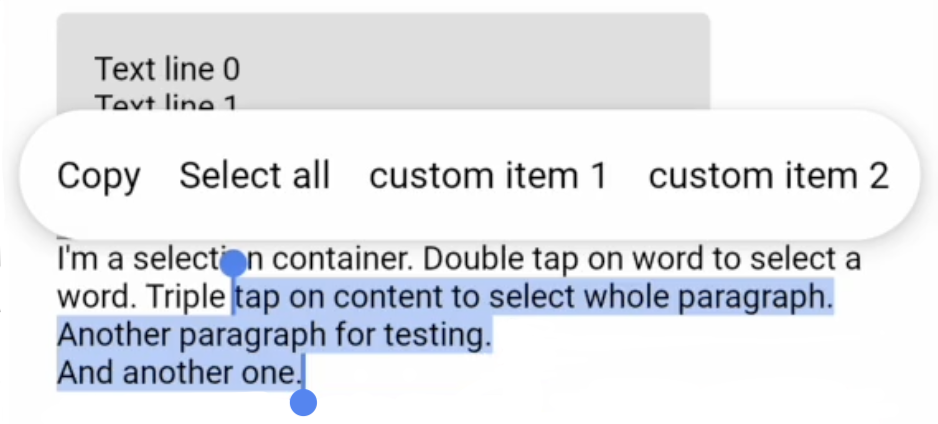 Text line 0
Text line 1
Copy Select all custom item 1 custom item 2
I'm a selection container. Double tap on word to select a
word. Triple tap on content to select whole paragraph.
Another paragraph for testing.
And another one.